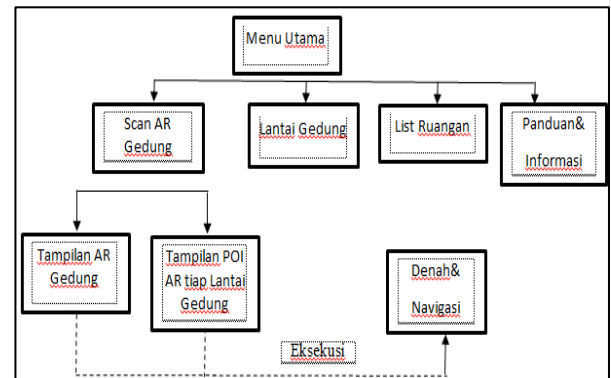 Menu Utama
Scan AR
Gedung
Lantai Gedung
List Ruangan
Panduan&
Informasi
Tampilan AR
Gedung
Tampilan POI
AR tiap Lantai
Gedung
Denah&
Navigasi
Eksekusi